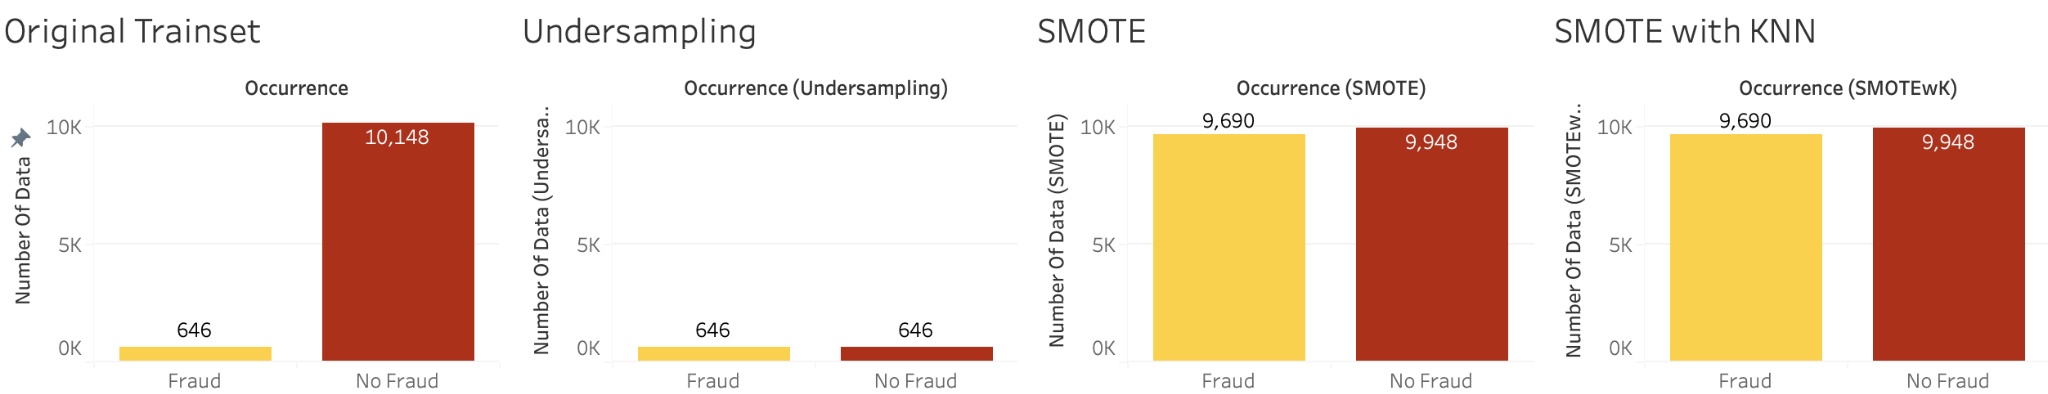 Original Trainset
Occurrence
Number Of Data
10K
5K
0K
646
10,148
Fraud
No Fraud
Undersampling
Occurrence (Undersampling)
Number Of Data (Undersa..
10K
5K
0K
646
646
Fraud
No Fraud
SMOTE
Occurrence (SMOTE)
Number Of Data (SMOTE)
10K
5K
0K
9,690
9,948
Fraud
No Fraud
SMOTE with KNN
Occurrence (SMOTEwK)
Number Of Data (SMOTEw..
10K
5K
0K
9,690
9,948
Fraud
No Fraud